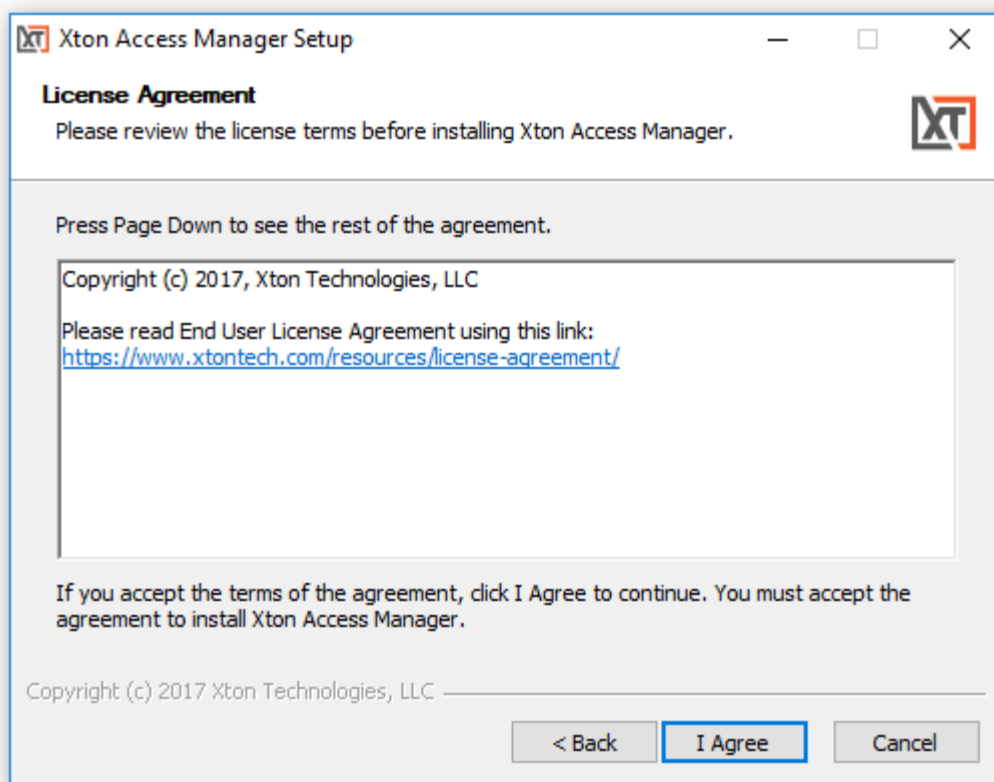 XT Xton Access Manager Setup
License Agreement
Please review the license terms before installing Xton Access Manager.
XT
Press Page Down to see the rest of the agreement.
Copyright (c) 2017, Xton Technologies, LLC
Please read End User License Agreement using this link:
https://www.xtontech.com/resources/license-agreement/
If you accept the terms of the agreement, click I Agree to continue. You must accept the
agreement to install Xton Access Manager.
Copyright (c) 2017 Xton Technologies, LLC
< Back I Agree Cancel